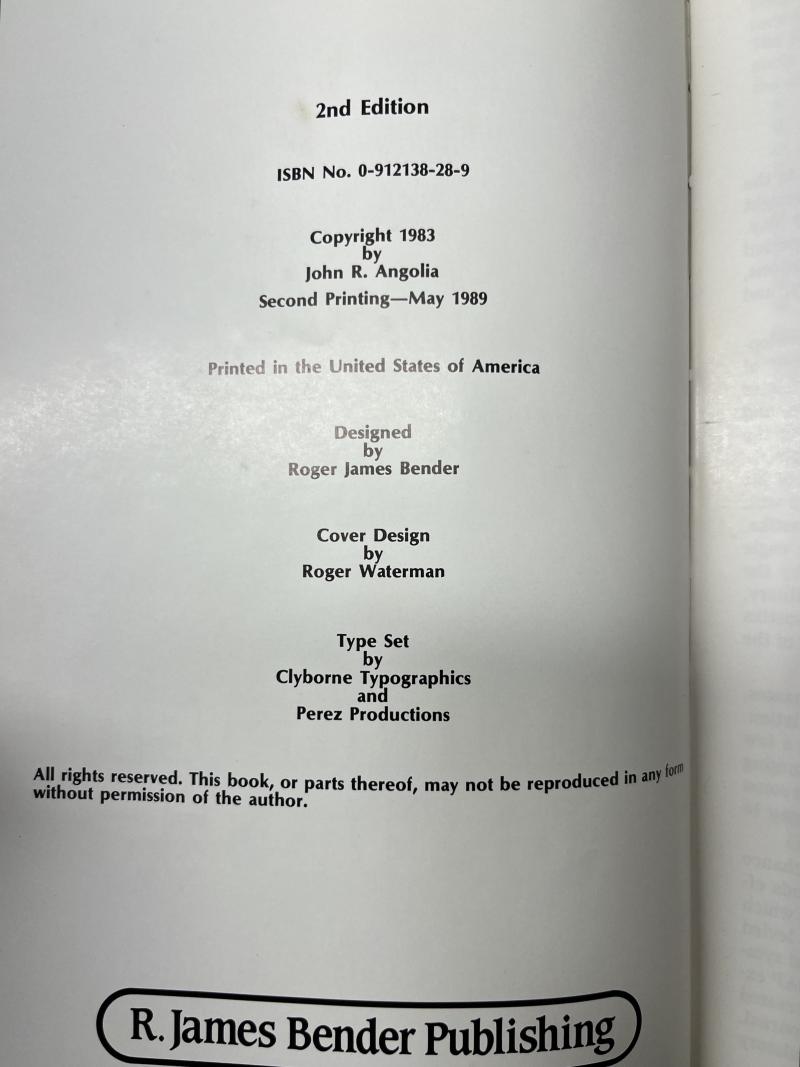 2nd Edition
ISBN No. 0-912138-28-9
Copyright 1983
by
John R. Angolia
Second Printing—May 1989
Printed in the United States of America
Designed
by
Roger James Bender
Cover Design
by
Roger Waterman
Type Set
by
Clyborne Typographics
and
Perez Productions
All rights reserved. This book, or parts thereof, may not be reproduced in any form
without permission of the author.
R. James Bender Publishing